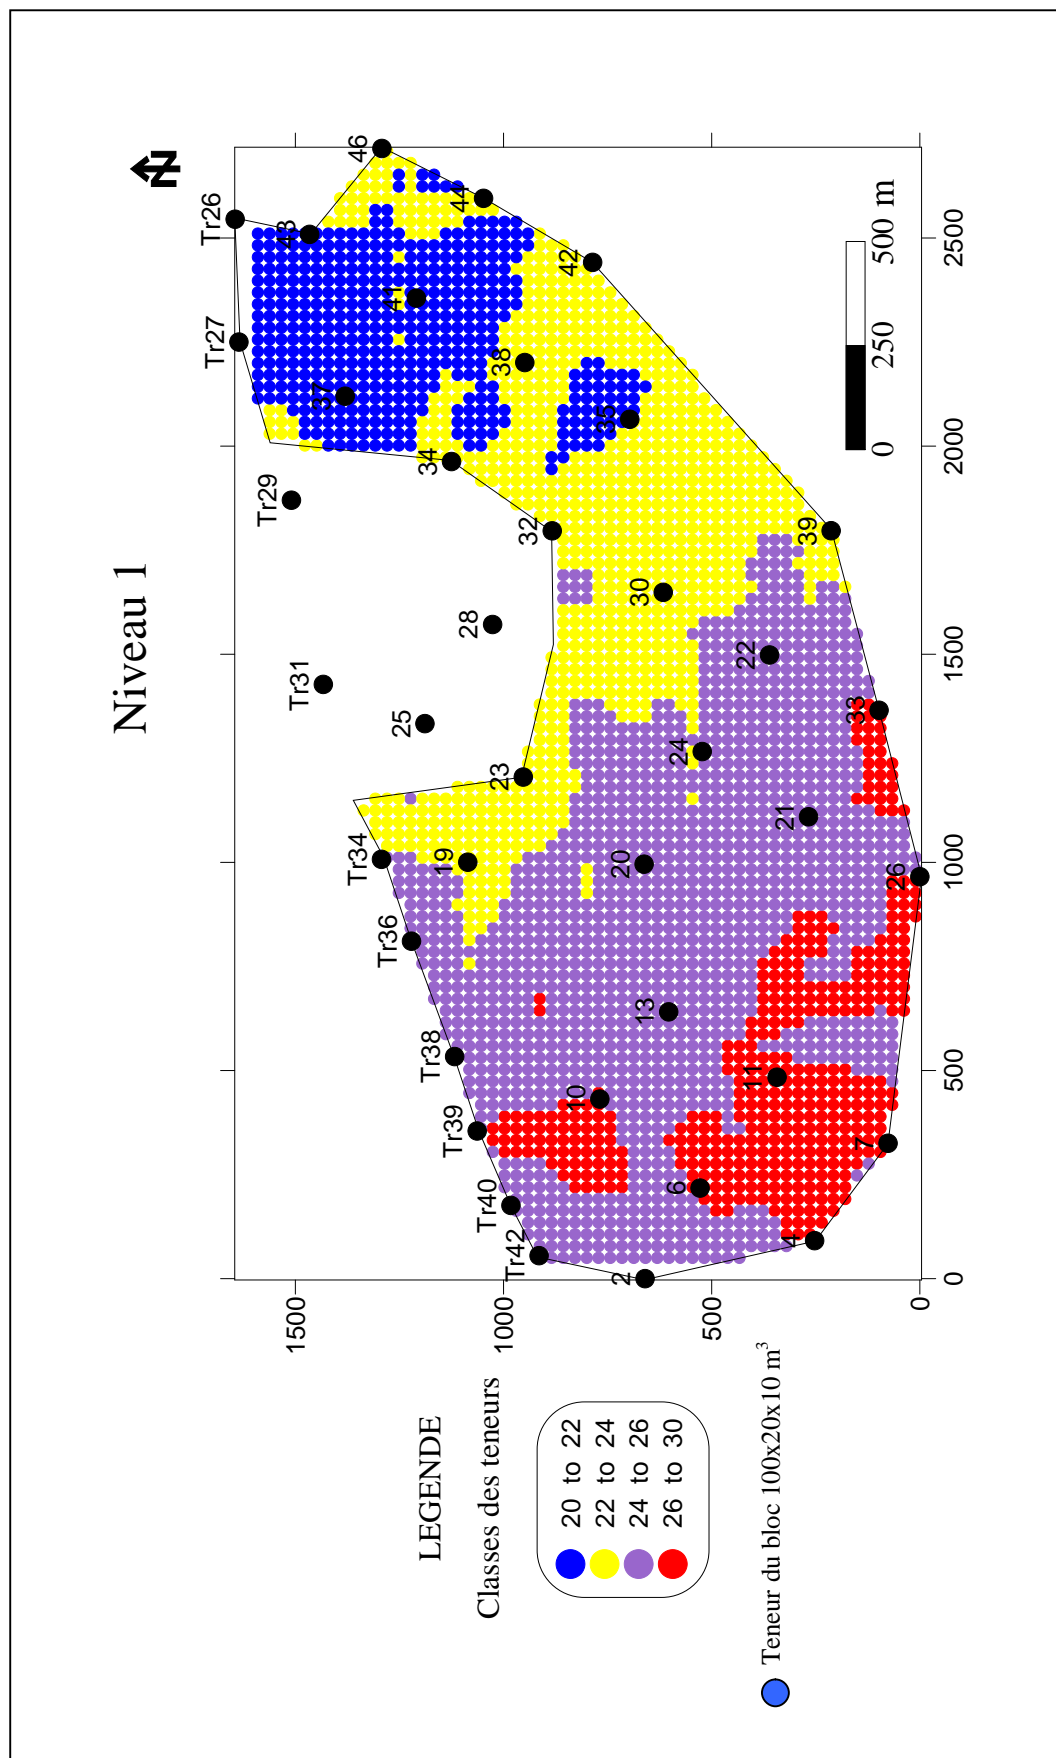 Niveau 1
N
Tr26
Tr27
43
46
44
41
37
Tr29
42
38
35
34
32
39
30
28
Tr31
25
22
33
24
23
21
Tr34
19
20
26
Tr36
13
Tr38
11
10
Tr39
7
6
Tr40
Tr42
4
2
0 250 500 m
0 500 1000 1500 2000 2500
0
500
1000
1500
LEGENDE
Classes des teneurs
20 to 22
22 to 24
24 to 26
26 to 30
Teneur du bloc 100x20x10 m³